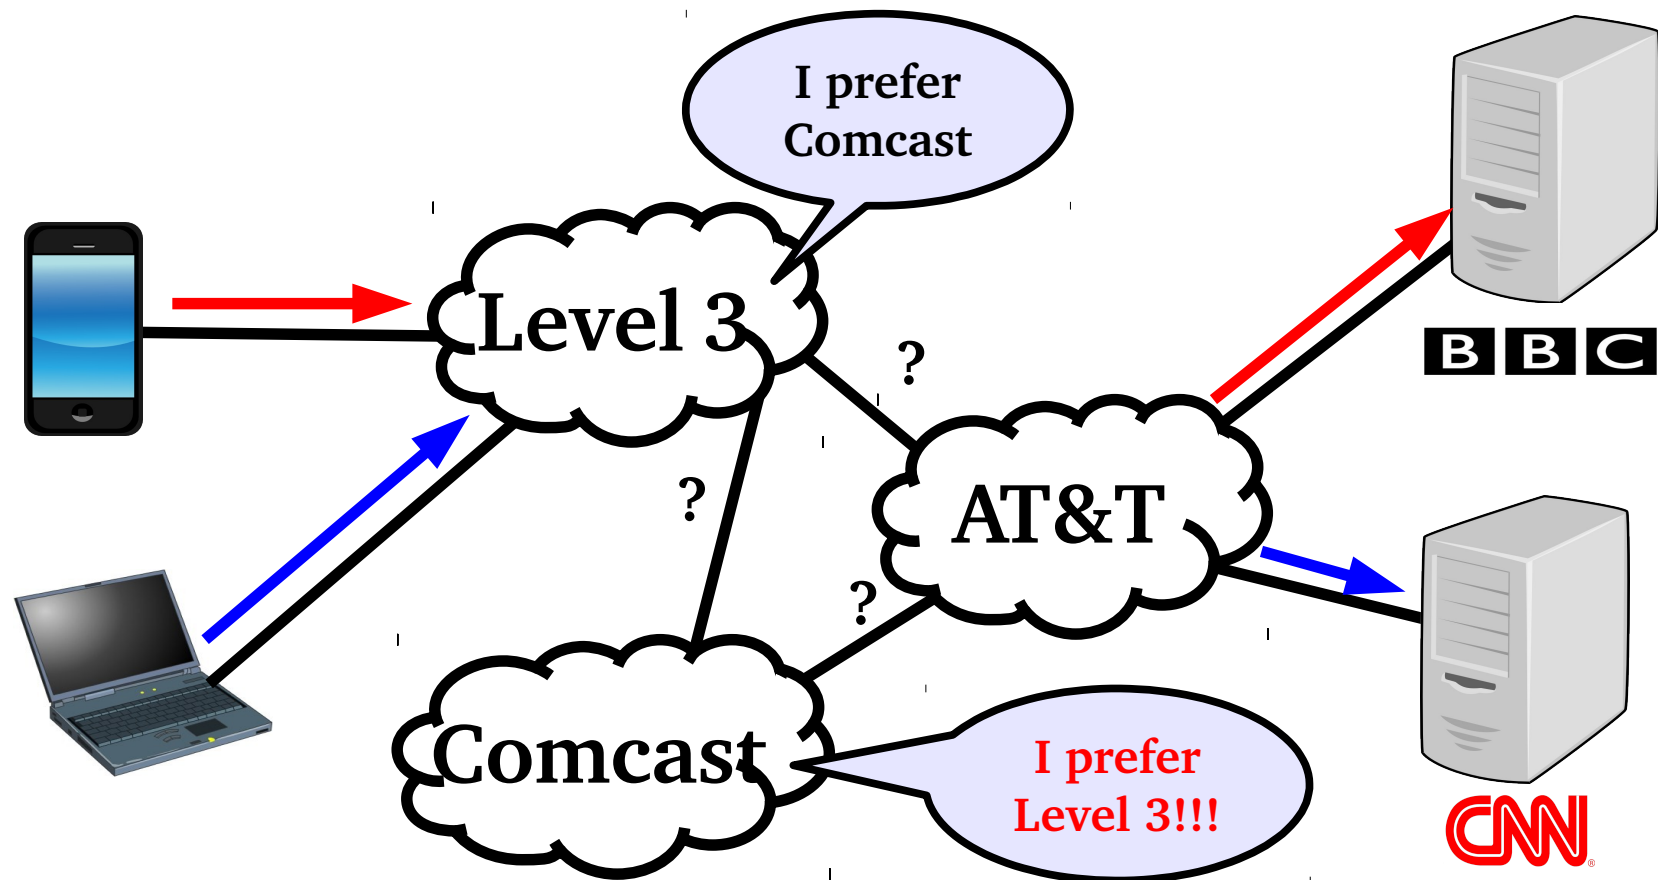 I prefer
Comcast
Level 3
?
BBC
?
AT&T
?
Comcast
I prefer
Level 3!!!
CNN